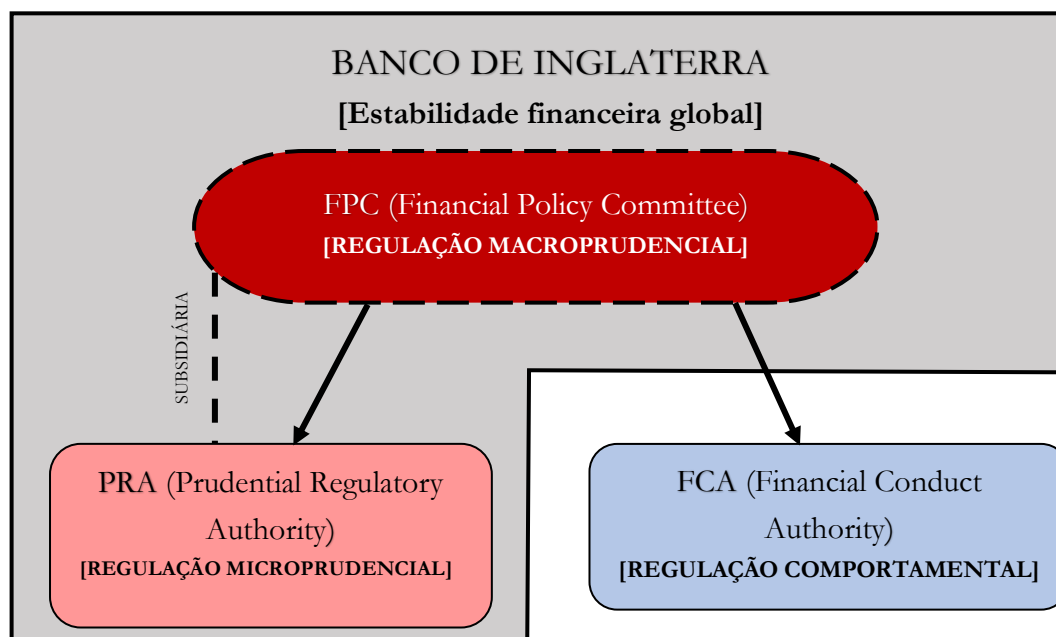 BANCO DE INGLATERRA
[Estabilidade financeira global]
FPC (Financial Policy Committee)
[REGULAÇÃO MACROPRUDENCIAL]
SUBSIDIÁRIA
PRA (Prudential Regulatory
Authority)
[REGULAÇÃO MICROPRUDENCIAL]
FCA (Financial Conduct
Authority)
[REGULAÇÃO COMPORTAMENTAL]